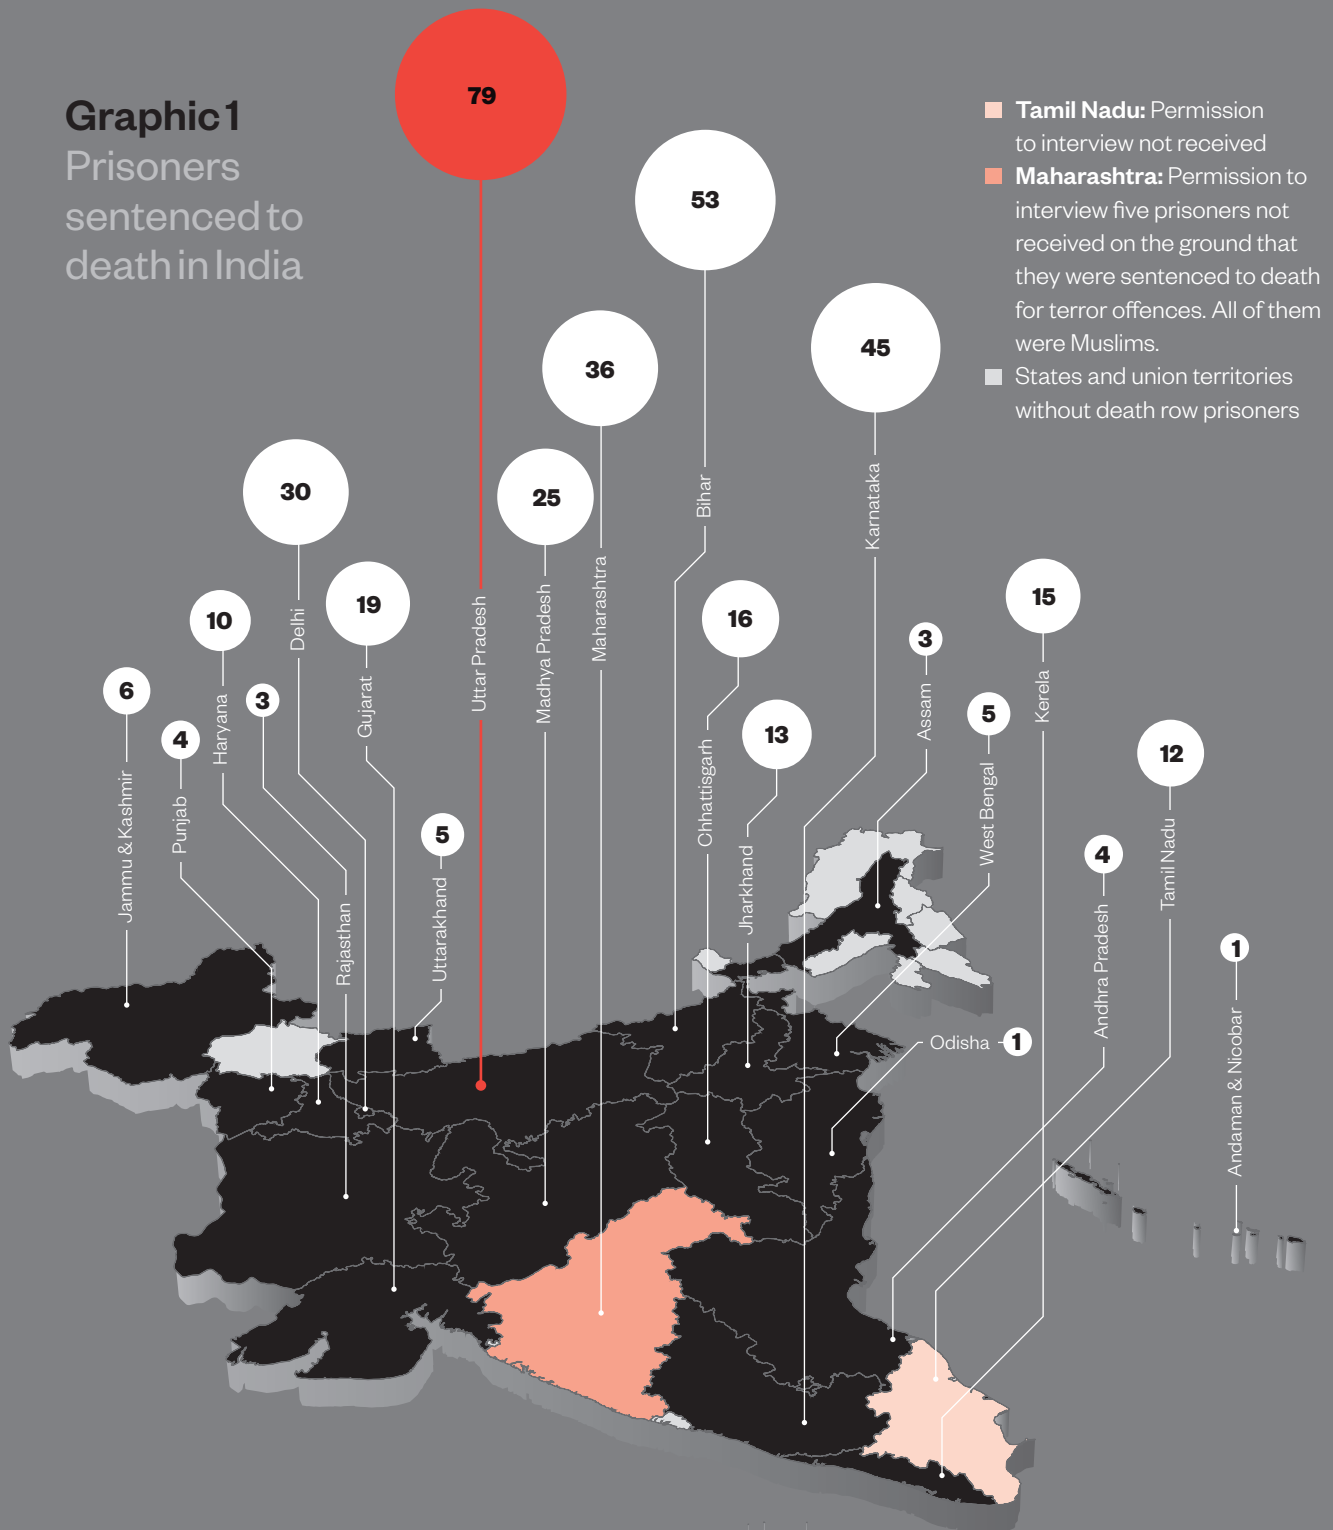 Graphic 1
Prisoners
sentenced to
death in India
Tamil Nadu: Permission
to interview not received
Maharashtra: Permission to
interview five prisoners not
received on the ground that
they were sentenced to death
for terror offences. All of them
were Muslims.
States and union territories
without death row prisoners
79
Uttar Pradesh
53
Bihar
45
Karnataka
36
Maharashtra
30
Delhi
25
Madhya Pradesh
19
Gujarat
10
Haryana
16
Chhattisgarh
15
Kerela
3
Assam
6
Jammu & Kashmir
3
Rajasthan
4
Punjab
5
West Bengal
13
Jharkhand
12
Tamil Nadu
5
Uttarakhand
4
Andhra Pradesh
1
Andaman & Nicobar
Odisha
1